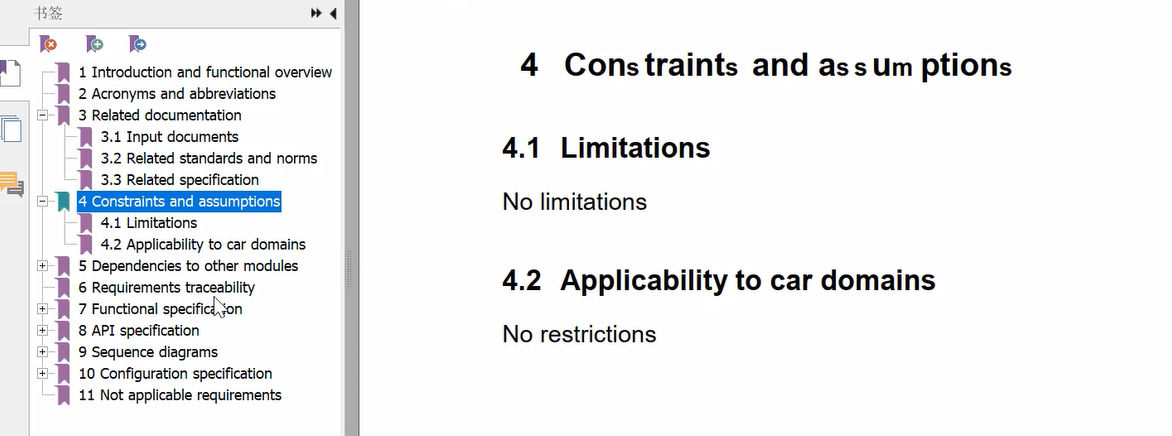 书签
1 Introduction and functional overview
2 Acronyms and abbreviations
3 Related documentation
3.1 Input documents
3.2 Related standards and norms
3.3 Related specification
4 Constraints and assumptions
4.1 Limitations
4.2 Applicability to car domains
5 Dependencies to other modules
6 Requirements traceability
7 Functional specification
8 API specification
9 Sequence diagrams
10 Configuration specification
11 Not applicable requirements
4 Constraints and assumptions
4.1 Limitations
No limitations
4.2 Applicability to car domains
No restrictions